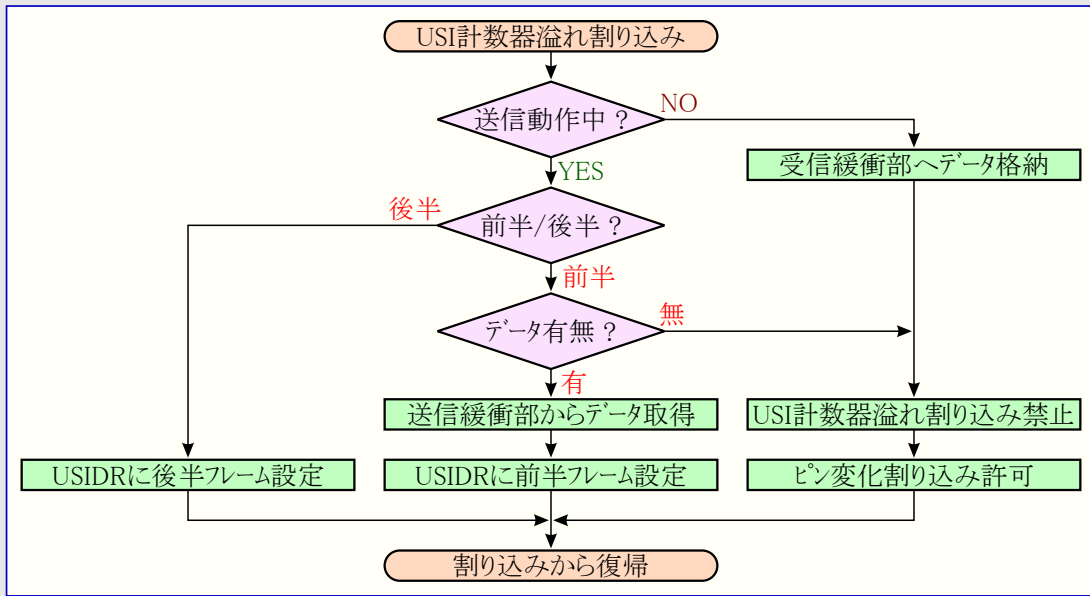 USI計数器溢れ割り込み
送信動作中 ?
NO
YES
受信緩衝部へデータ格納
後半
前半/後半 ?
前半
データ有無 ?
無
有
送信緩衝部からデータ取得
USI計数器溢れ割り込み禁止
USIDRに後半フレーム設定
USIDRに前半フレーム設定
ピン変化割り込み許可
割り込みから復帰